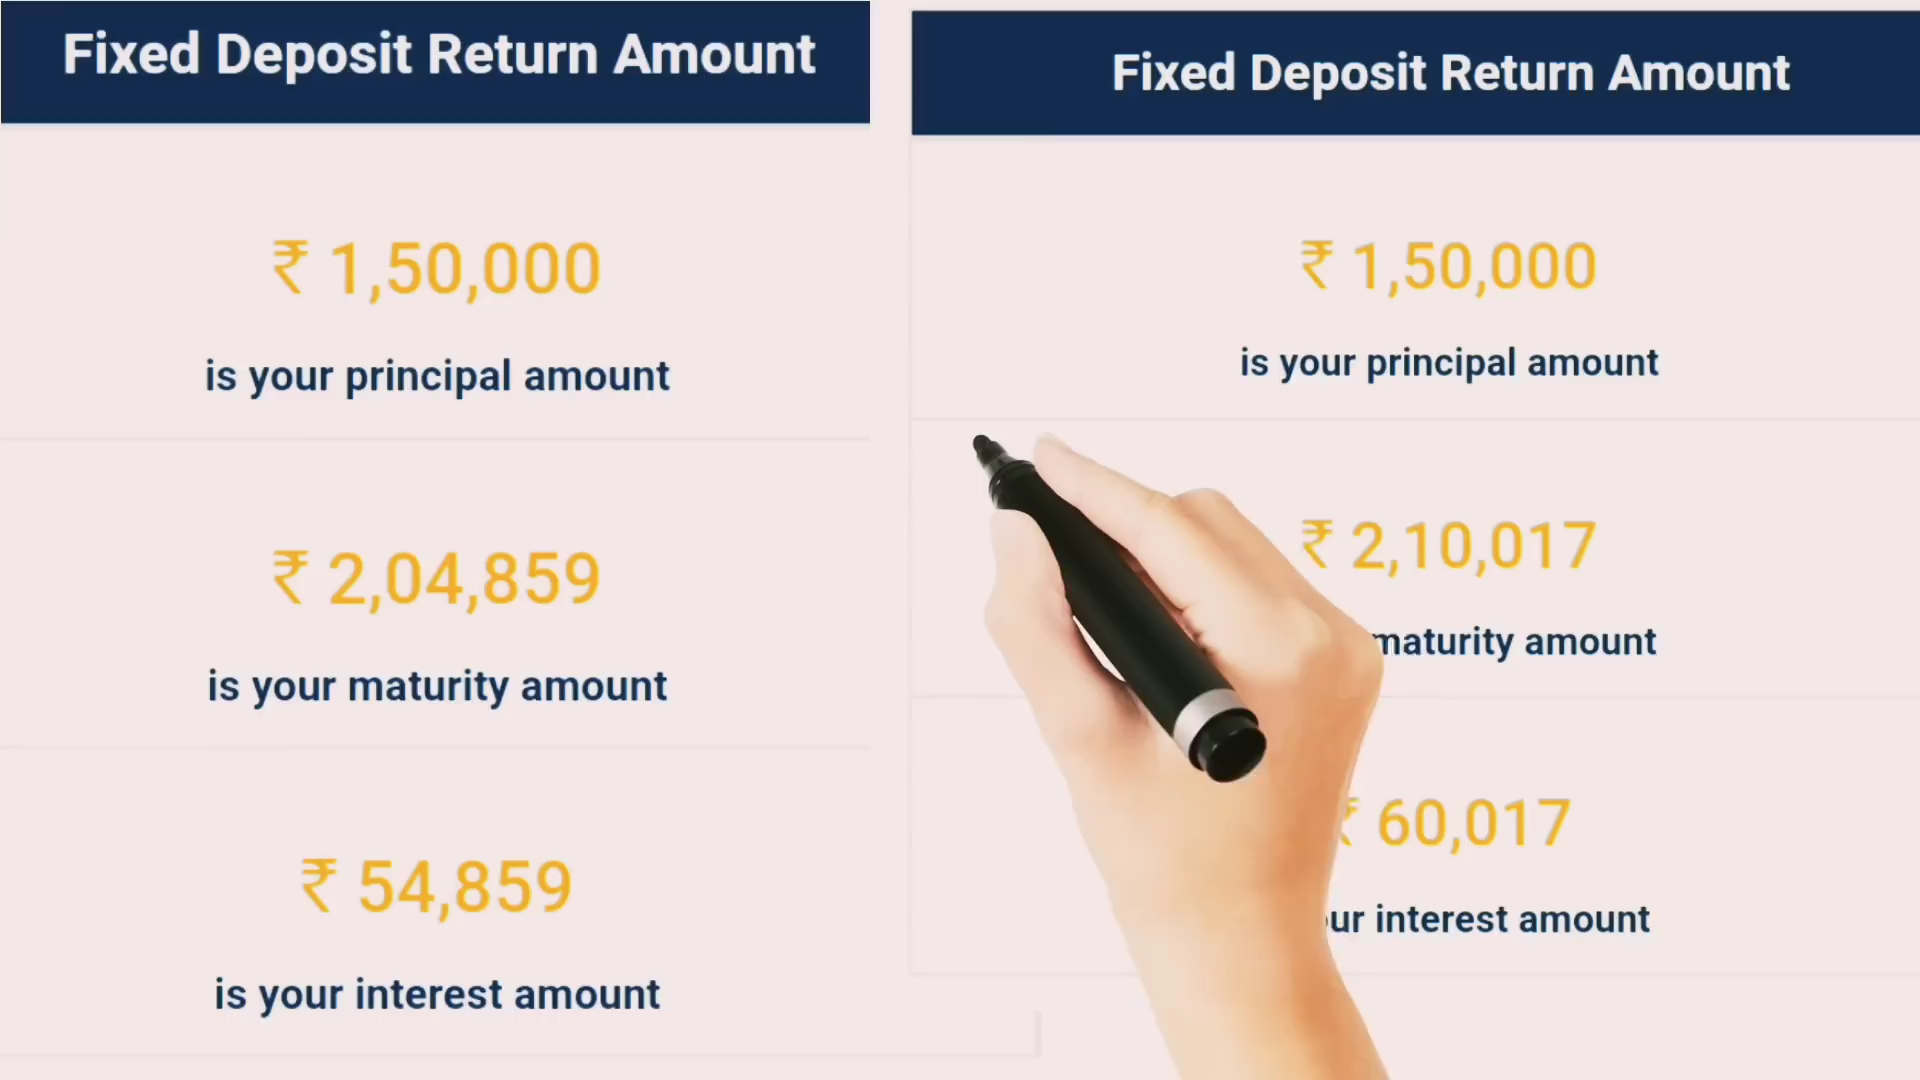 Fixed Deposit Return Amount
₹ 1,50,000
is your principal amount
₹ 2,04,859
is your maturity amount
₹ 54,859
is your interest amount
Fixed Deposit Return Amount
₹ 1,50,000
is your principal amount
₹ 2,10,017
maturity amount
₹ 60,017
interest amount